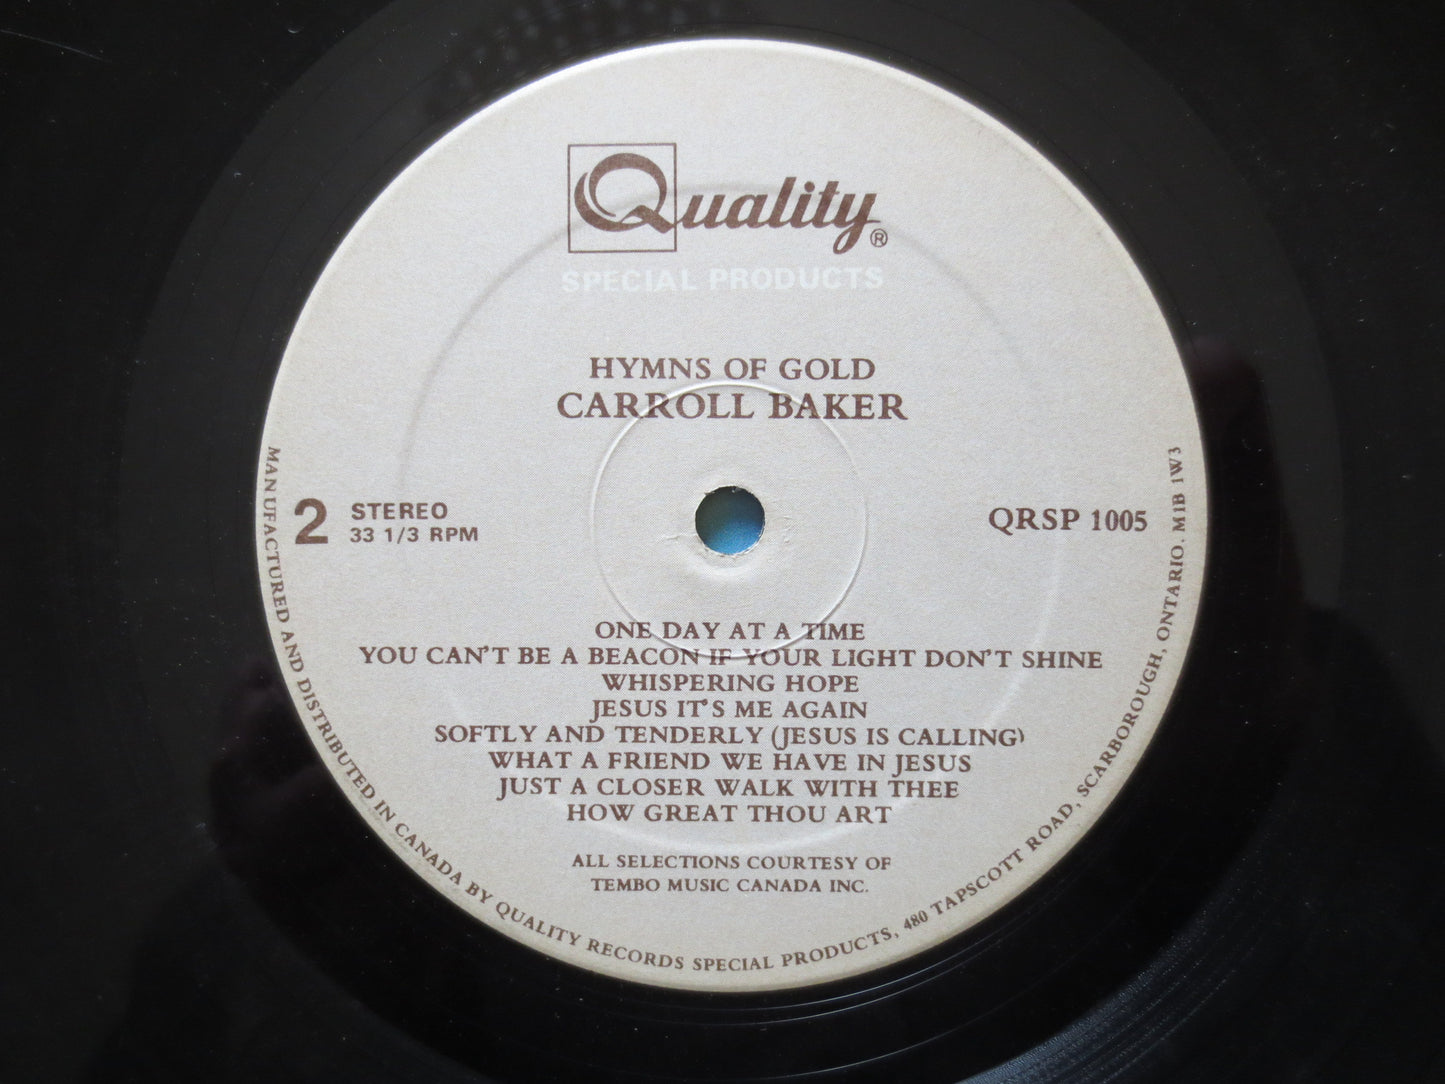 Quality®
SPECIAL PRODUCTS
HYMNS OF GOLD
CARROLL BAKER
2
STEREO
33 1/3 RPM
QRSP 1005
ONE DAY AT A TIME
YOU CAN'T BE A BEACON IF YOUR LIGHT DON'T SHINE
WHISPERING HOPE
JESUS IT'S ME AGAIN
SOFTLY AND TENDERLY (JESUS IS CALLING)
WHAT A FRIEND WE HAVE IN JESUS
JUST A CLOSER WALK WITH THEE
HOW GREAT THOU ART
ALL SELECTIONS COURTESY OF
TEMBO MUSIC CANADA INC.
MANUFACTURED AND DISTRIBUTED IN CANADA BY QUALITY RECORDS SPECIAL PRODUCTS, 480 TAPSCOTT ROAD, SCARBOROUGH, ONTARIO. M1B 1W3